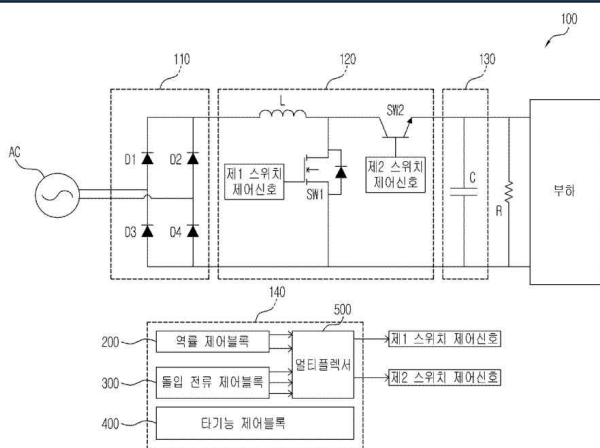 100
110
120
130
L
SW2
AC
D1
D2
제1 스위치
제어신호
SW1
제2 스위치
제어신호
C
R
부하
D3
D4
140
500
200
역률 제어블록
멀티플렉서
제1 스위치 제어신호
300
돌입 전류 제어블록
제2 스위치 제어신호
400
타기능 제어블록